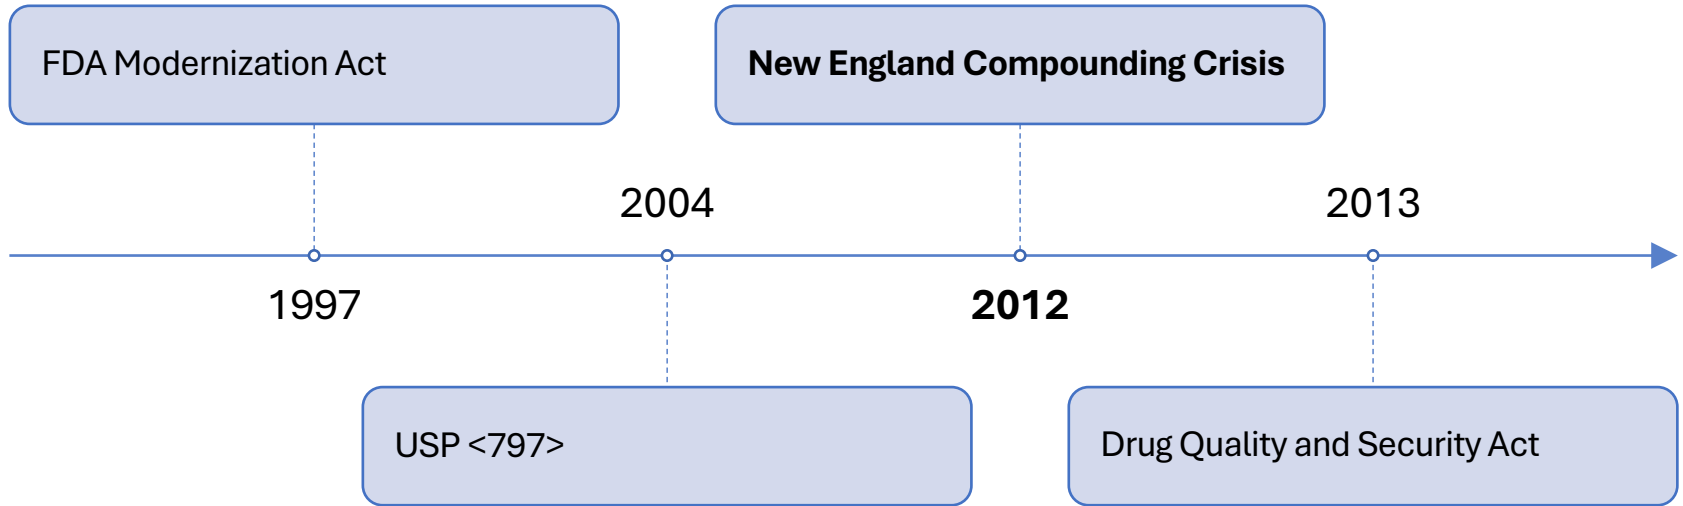 FDA Modernization Act
New England Compounding Crisis
2004
2013
1997
2012
USP <797>
Drug Quality and Security Act